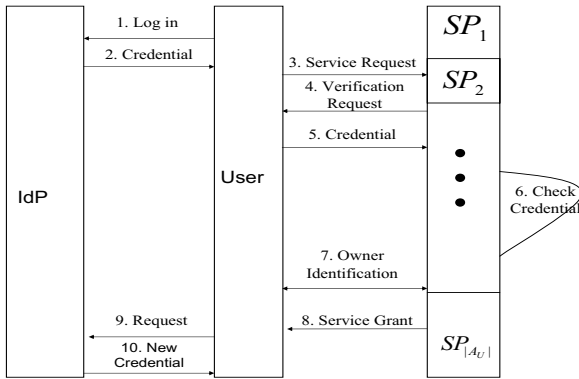 1. Log in
2. Credential
SP1
3. Service Request
SP2
4. Verification
Request
5. Credential
User
IdP
6. Check
Credential
7. Owner
Identification
9. Request
8. Service Grant
10. New
Credential
SP|A_U|